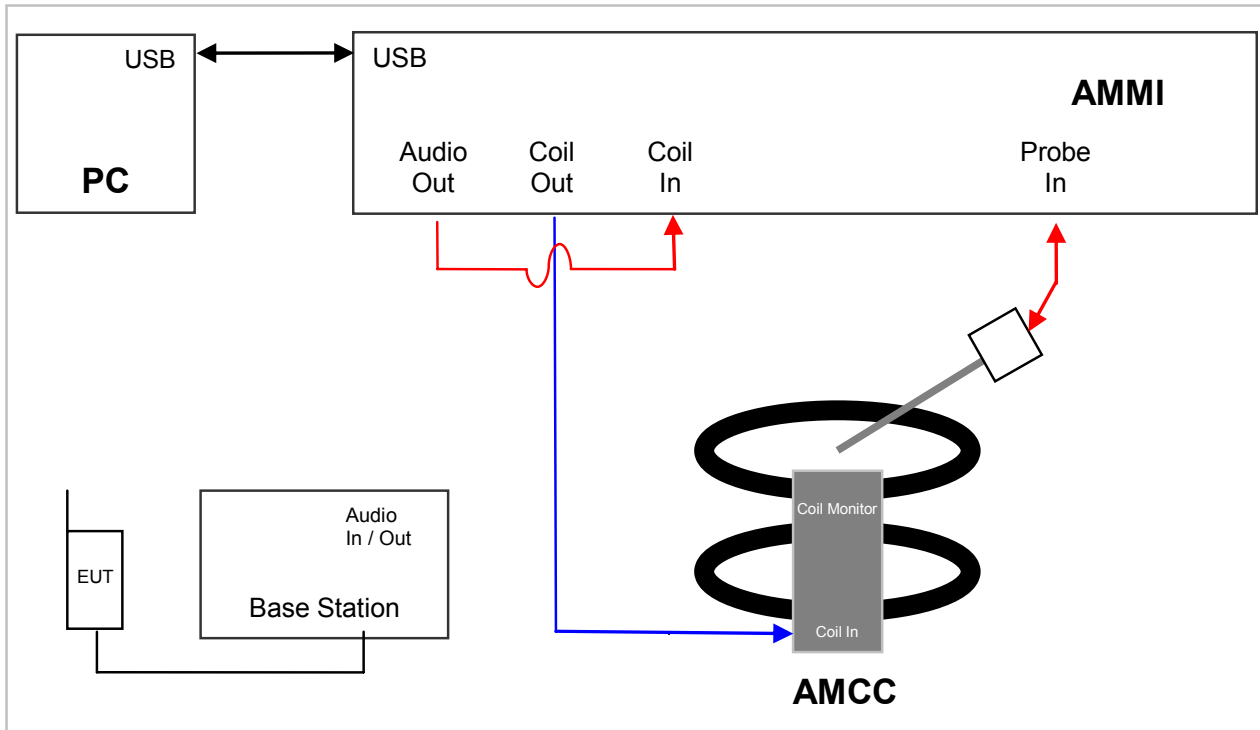 USB
PC
USB
AMMI
Audio
Out
Coil
Out
Coil
In
Probe
In
EUT
Audio
In / Out
Base Station
Coil Monitor
Coil In
AMCC